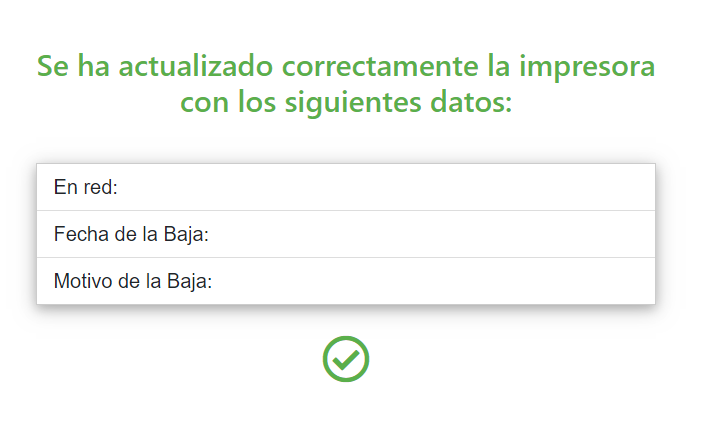 Se ha actualizado correctamente la impresora
con los siguientes datos:
En red:
Fecha de la Baja:
Motivo de la Baja: